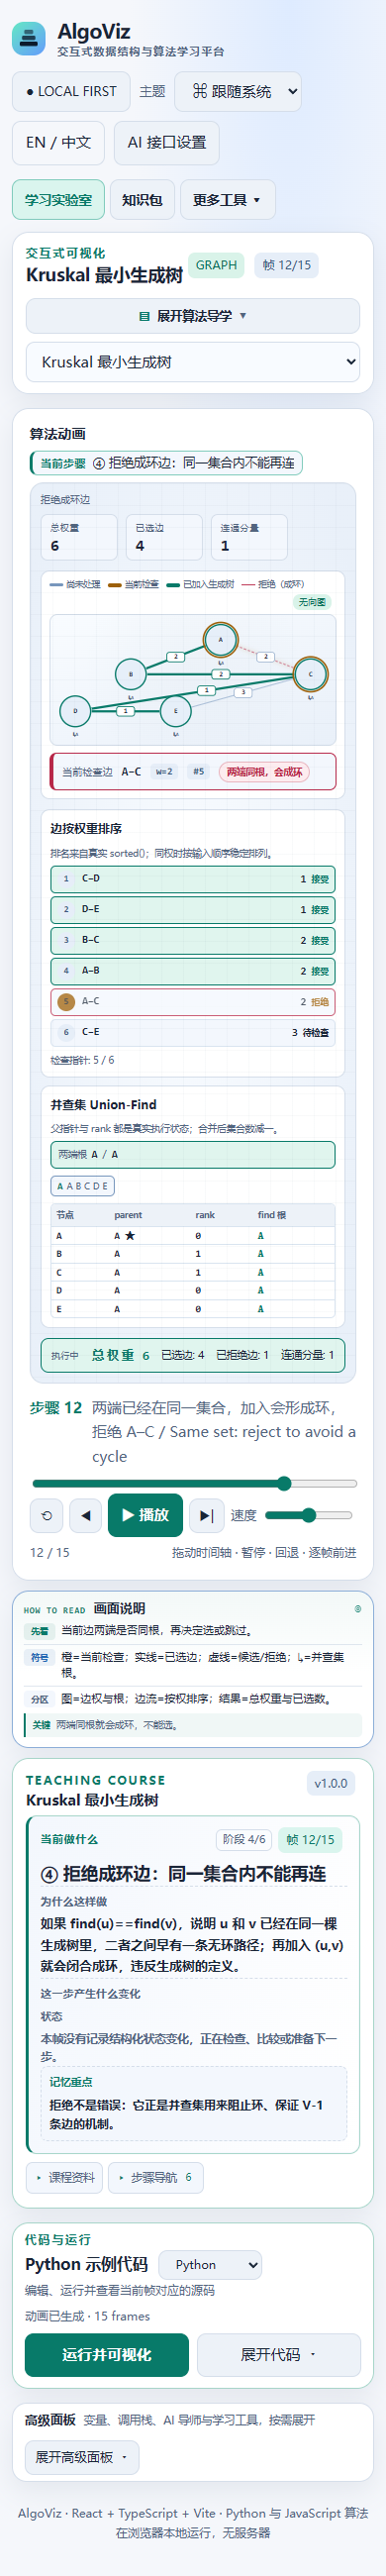 AlgoViz
交互式数据结构与算法学习平台
● LOCAL FIRST 主题 ⌘ 跟随系统
EN / 中文 AI 接口设置
学习实验室 知识包 更多工具 ▼
交互式可视化
Kruskal 最小生成树 GRAPH 帧 12/15
展开算法导学 ▼
Kruskal 最小生成树
算法动画
当前步骤 ④ 拒绝成环边：同一集合内不能再连
拒绝成环边
总权重 已选边 连通分量
6 4 1
尚未处理 当前检查 已加入生成树 拒绝（成环）
无向图
A
2 2
B 2 C
1 3
D 1 E
当前检查边 A–C w=2 #5 两端同根，会成环
边按权重排序
排名来自真实 sorted()；同权时按输入顺序稳定排列。
1 C–D 1 接受
2 D–E 1 接受
3 B–C 2 接受
4 A–B 2 接受
5 A–C 2 拒绝
6 C–E 3 待检查
检查指针: 5 / 6
并查集 Union-Find
父指针与 rank 都是真实执行状态；合并后集合数减一。
两端根 A / A
A A B C D E
节点 parent rank find 根
A A ★ 0 A
B A 1 A
C A 1 A
D A 0 A
E A 0 A
执行中 总权重 6 已选边: 4 已拒绝边: 1 连通分量: 1
步骤 12 两端已经在同一集合，加入会形成环，
拒绝 A–C / Same set: reject to avoid a
cycle
▶ 播放 速度
12 / 15 拖动时间轴 · 暂停 · 回退 · 逐帧前进
HOW TO READ 画面说明
先看 当前边两端是否同根，再决定选或跳过。
符号 橙=当前检查；实线=已选边；虚线=候选/拒绝；↳=并查集
根。
分区 图=边权与根；边流=按权排序；结果=总权重与已选数。
关键 两端同根就会成环，不能选。
TEACHING COURSE v1.0.0
Kruskal 最小生成树
当前做什么 阶段 4/6 帧 12/15
④ 拒绝成环边：同一集合内不能再连
为什么这样做
如果 find(u)==find(v)，说明 u 和 v 已经在同一棵
生成树里，二者之间早有一条无环路径；再加入 (u,v)
就会闭合成环，违反生成树的定义。
这一步产生什么变化
状态
本帧没有记录结构化状态变化，正在检查、比较或准备下一
步。
记忆重点
拒绝不是错误：它正是并查集用来阻止环、保证 V-1
条边的机制。
▸ 课程资料 ▸ 步骤导航 6
代码与运行
Python 示例代码 Python
编辑、运行并查看当前帧对应的源码
动画已生成 · 15 frames
运行并可视化 展开代码
高级面板 变量、调用栈、AI 导师与学习工具，按需展开
展开高级面板
AlgoViz · React + TypeScript + Vite · Python 与 JavaScript 算法
在浏览器本地运行，无服务器